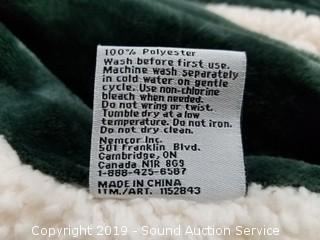 100% Polyester
Wash before first use.
Machine wash separately
in cold water on gentle
cycle. Use non-chlorine
bleach when needed.
Do not wring or twist.
Tumble dry at a low
temperature. Do not iron.
Do not dry clean.
Nemcor Inc.
501 Franklin Blvd.
Cambridge, ON
Canada N1R 8G9
1-888-425-6587
MADE IN CHINA
ITM./ART. 1152843
Copyright 2019 - Sound Auction Service